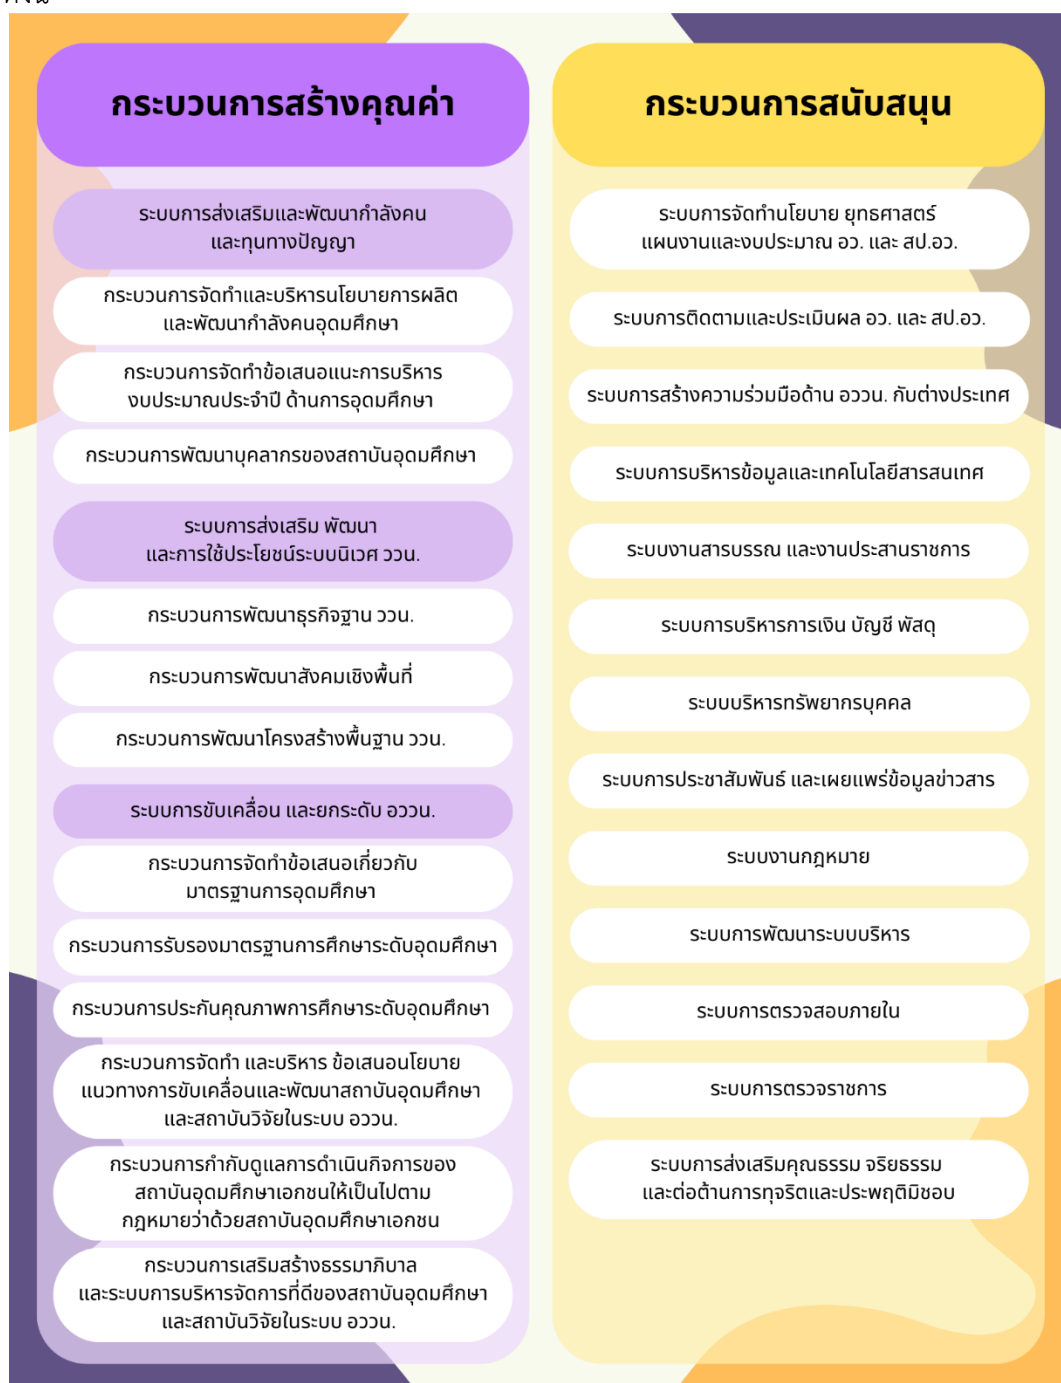 กระบวนการสร้างคุณค่า
ระบบการส่งเสริมและพัฒนากำลังคน
และทุนทางปัญญา
กระบวนการจัดทำและบริหารนโยบายการผลิต
และพัฒนากำลังคนอุดมศึกษา
กระบวนการจัดทำข้อเสนอแนะการบริหาร
งบประมาณประจำปี ด้านการอุดมศึกษา
กระบวนการพัฒนาบุคลากรของสถาบันอุดมศึกษา
ระบบการส่งเสริม พัฒนา
และการใช้ประโยชน์ระบบนิเวศ ววน.
กระบวนการพัฒนาธุรกิจฐาน ววน.
กระบวนการพัฒนาสังคมเชิงพื้นที่
กระบวนการพัฒนาโครงสร้างพื้นฐาน ววน.
ระบบการขับเคลื่อน และยกระดับ อววน.
กระบวนการจัดทำข้อเสนอเกี่ยวกับ
มาตรฐานการอุดมศึกษา
กระบวนการรับรองมาตรฐานการศึกษาระดับอุดมศึกษา
กระบวนการประกันคุณภาพการศึกษาระดับอุดมศึกษา
กระบวนการจัดทำ และบริหาร ข้อเสนอนโยบาย
แนวทางการขับเคลื่อนและพัฒนาสถาบันอุดมศึกษา
และสถาบันวิจัยในระบบ อววน.
กระบวนการกำกับดูแลการดำเนินกิจการของ
สถาบันอุดมศึกษาเอกชนให้เป็นไปตาม
กฎหมายว่าด้วยสถาบันอุดมศึกษาเอกชน
กระบวนการเสริมสร้างธรรมาภิบาล
และระบบการบริหารจัดการที่ดีของสถาบันอุดมศึกษา
และสถาบันวิจัยในระบบ อววน.
กระบวนการสนับสนุน
ระบบการจัดทำนโยบาย ยุทธศาสตร์
แผนงานและงบประมาณ อว. และ สป.อว.
ระบบการติดตามและประเมินผล อว. และ สป.อว.
ระบบการสร้างความร่วมมือด้าน อววน. กับต่างประเทศ
ระบบการบริหารข้อมูลและเทคโนโลยีสารสนเทศ
ระบบงานสารบรรณ และงานประสานราชการ
ระบบการบริหารการเงิน บัญชี พัสดุ
ระบบบริหารทรัพยากรบุคคล
ระบบการประชาสัมพันธ์ และเผยแพร่ข้อมูลข่าวสาร
ระบบงานกฎหมาย
ระบบการพัฒนาระบบบริหาร
ระบบการตรวจสอบภายใน
ระบบการตรวจราชการ
ระบบการส่งเสริมคุณธรรม จริยธรรม
และต่อต้านการทุจริตและประพฤติมิชอบ